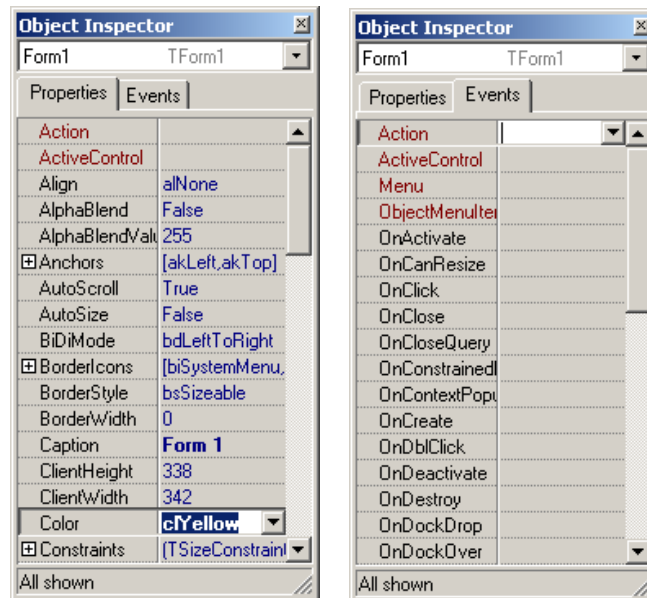 Object Inspector
Form1 TForm1
Properties Events
Action
ActiveControl
Align alNone
AlphaBlend False
AlphaBlendValu 255
Anchors [akLeft,akTop]
AutoScroll True
AutoSize False
BiDiMode bdLeftToRight
BorderIcons [biSystemMenu,
BorderStyle bsSizeable
BorderWidth 0
Caption Form 1
ClientHeight 338
ClientWidth 342
Color clYellow
Constraints (TSizeConstraint
All shown
Object Inspector
Form1 TForm1
Properties Events
Action
ActiveControl
Menu
ObjectMenuIter
OnActivate
OnCanResize
OnClick
OnClose
OnCloseQuery
OnConstrainedl
OnContextPopu
OnCreate
OnDblClick
OnDeactivate
OnDestroy
OnDockDrop
OnDockOver
All shown